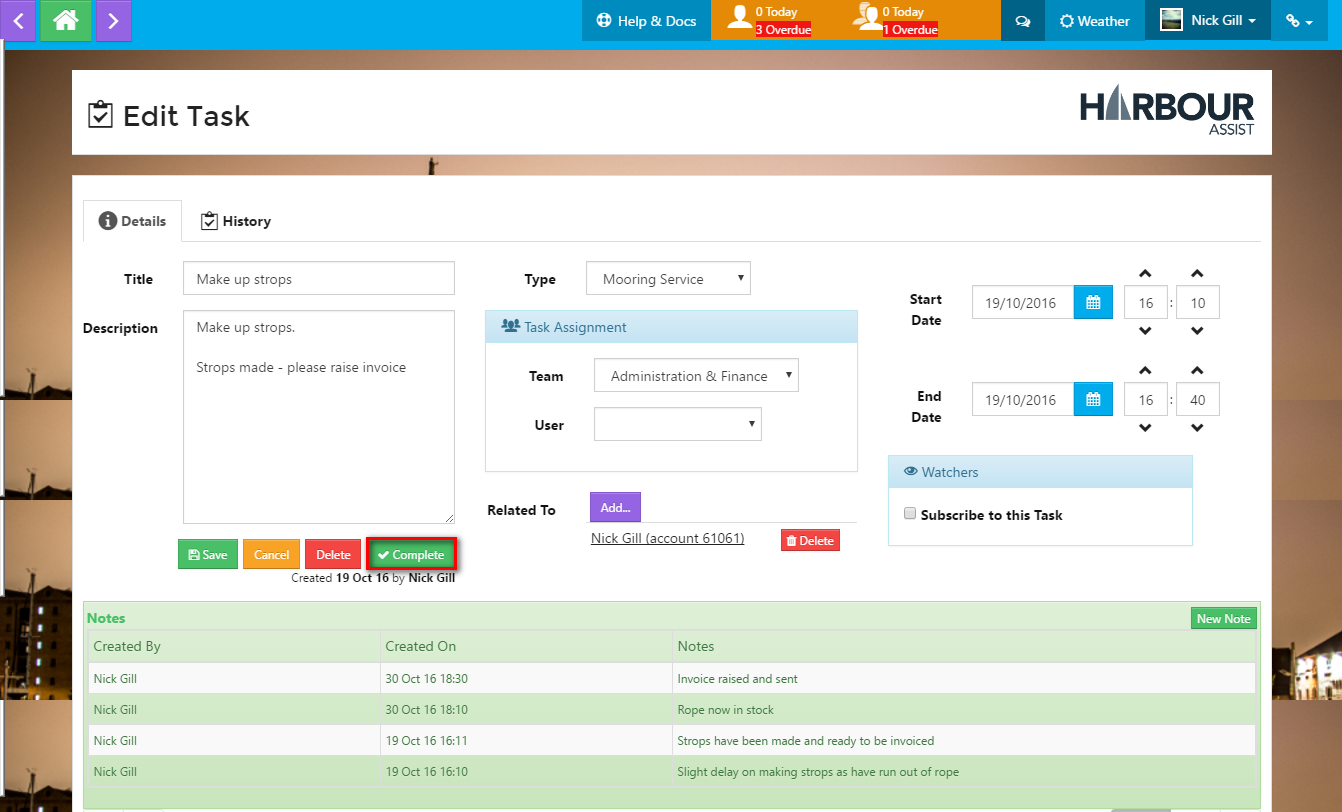 Help & Docs
0 Today
3 Overdue
0 Today
1 Overdue
Weather
Nick Gill
Edit Task
HARBOUR
ASSIST
Details
History
Title
Make up strops
Description
Make up strops.
Strops made - please raise invoice
Type
Mooring Service
Task Assignment
Team
Administration & Finance
User
Related To
Add...
Nick Gill (account 61061)
Delete
Start
Date
19/10/2016
16 : 10
End
Date
19/10/2016
16 : 40
Watchers
Subscribe to this Task
Save
Cancel
Delete
Complete
Created 19 Oct 16 by Nick Gill
Notes
New Note
Created By Created On Notes
Nick Gill 30 Oct 16 18:30 Invoice raised and sent
Nick Gill 30 Oct 16 18:10 Rope now in stock
Nick Gill 19 Oct 16 16:11 Strops have been made and ready to be invoiced
Nick Gill 19 Oct 16 16:10 Slight delay on making strops as have run out of rope